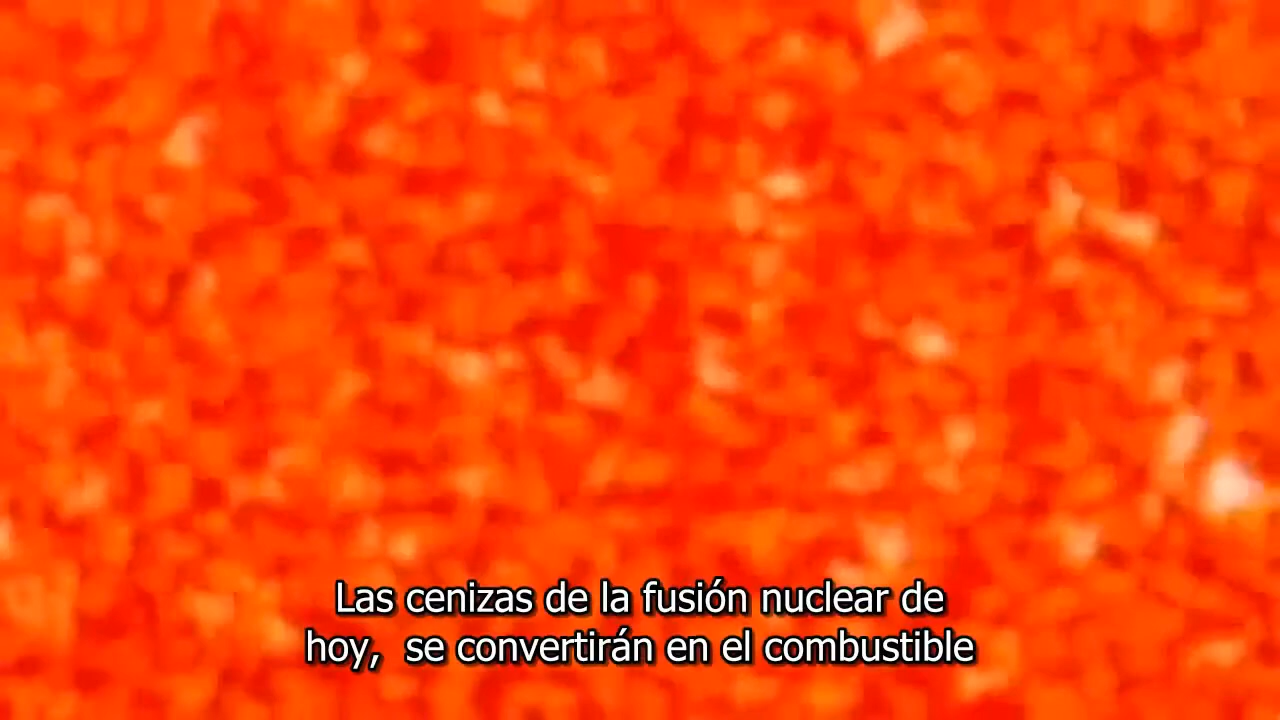 Las cenizas de la fusión nuclear de
hoy,  se convertirán en el combustible